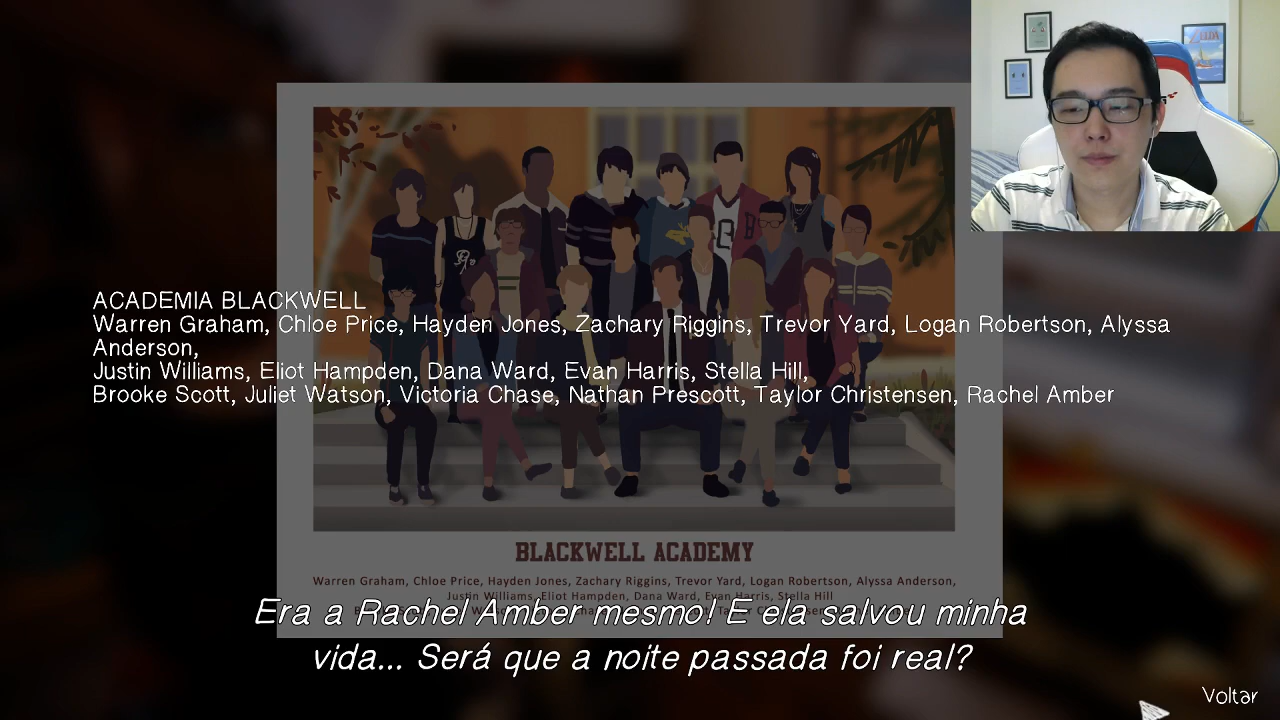 ZELDA
ACADEMIA BLACKWELL
Warren Graham, Chloe Price, Hayden Jones, Zachary Riggins, Trevor Yard, Logan Robertson, Alyssa
Anderson,
Justin Williams, Eliot Hampden, Dana Ward, Evan Harris, Stella Hill,
Brooke Scott, Juliet Watson, Victoria Chase, Nathan Prescott, Taylor Christensen, Rachel Amber
BLACKWELL ACADEMY
Warren Graham, Chloe Price, Hayden Jones, Zachary Riggins, Trevor Yard, Logan Robertson, Alyssa Anderson,
Justin Williams, Eliot Hampden, Dana Ward, Evan Harris, Stella Hill
Era a Rachel Amber mesmo! E ela salvou minha
vida... Será que a noite passada foi real?
Voltar